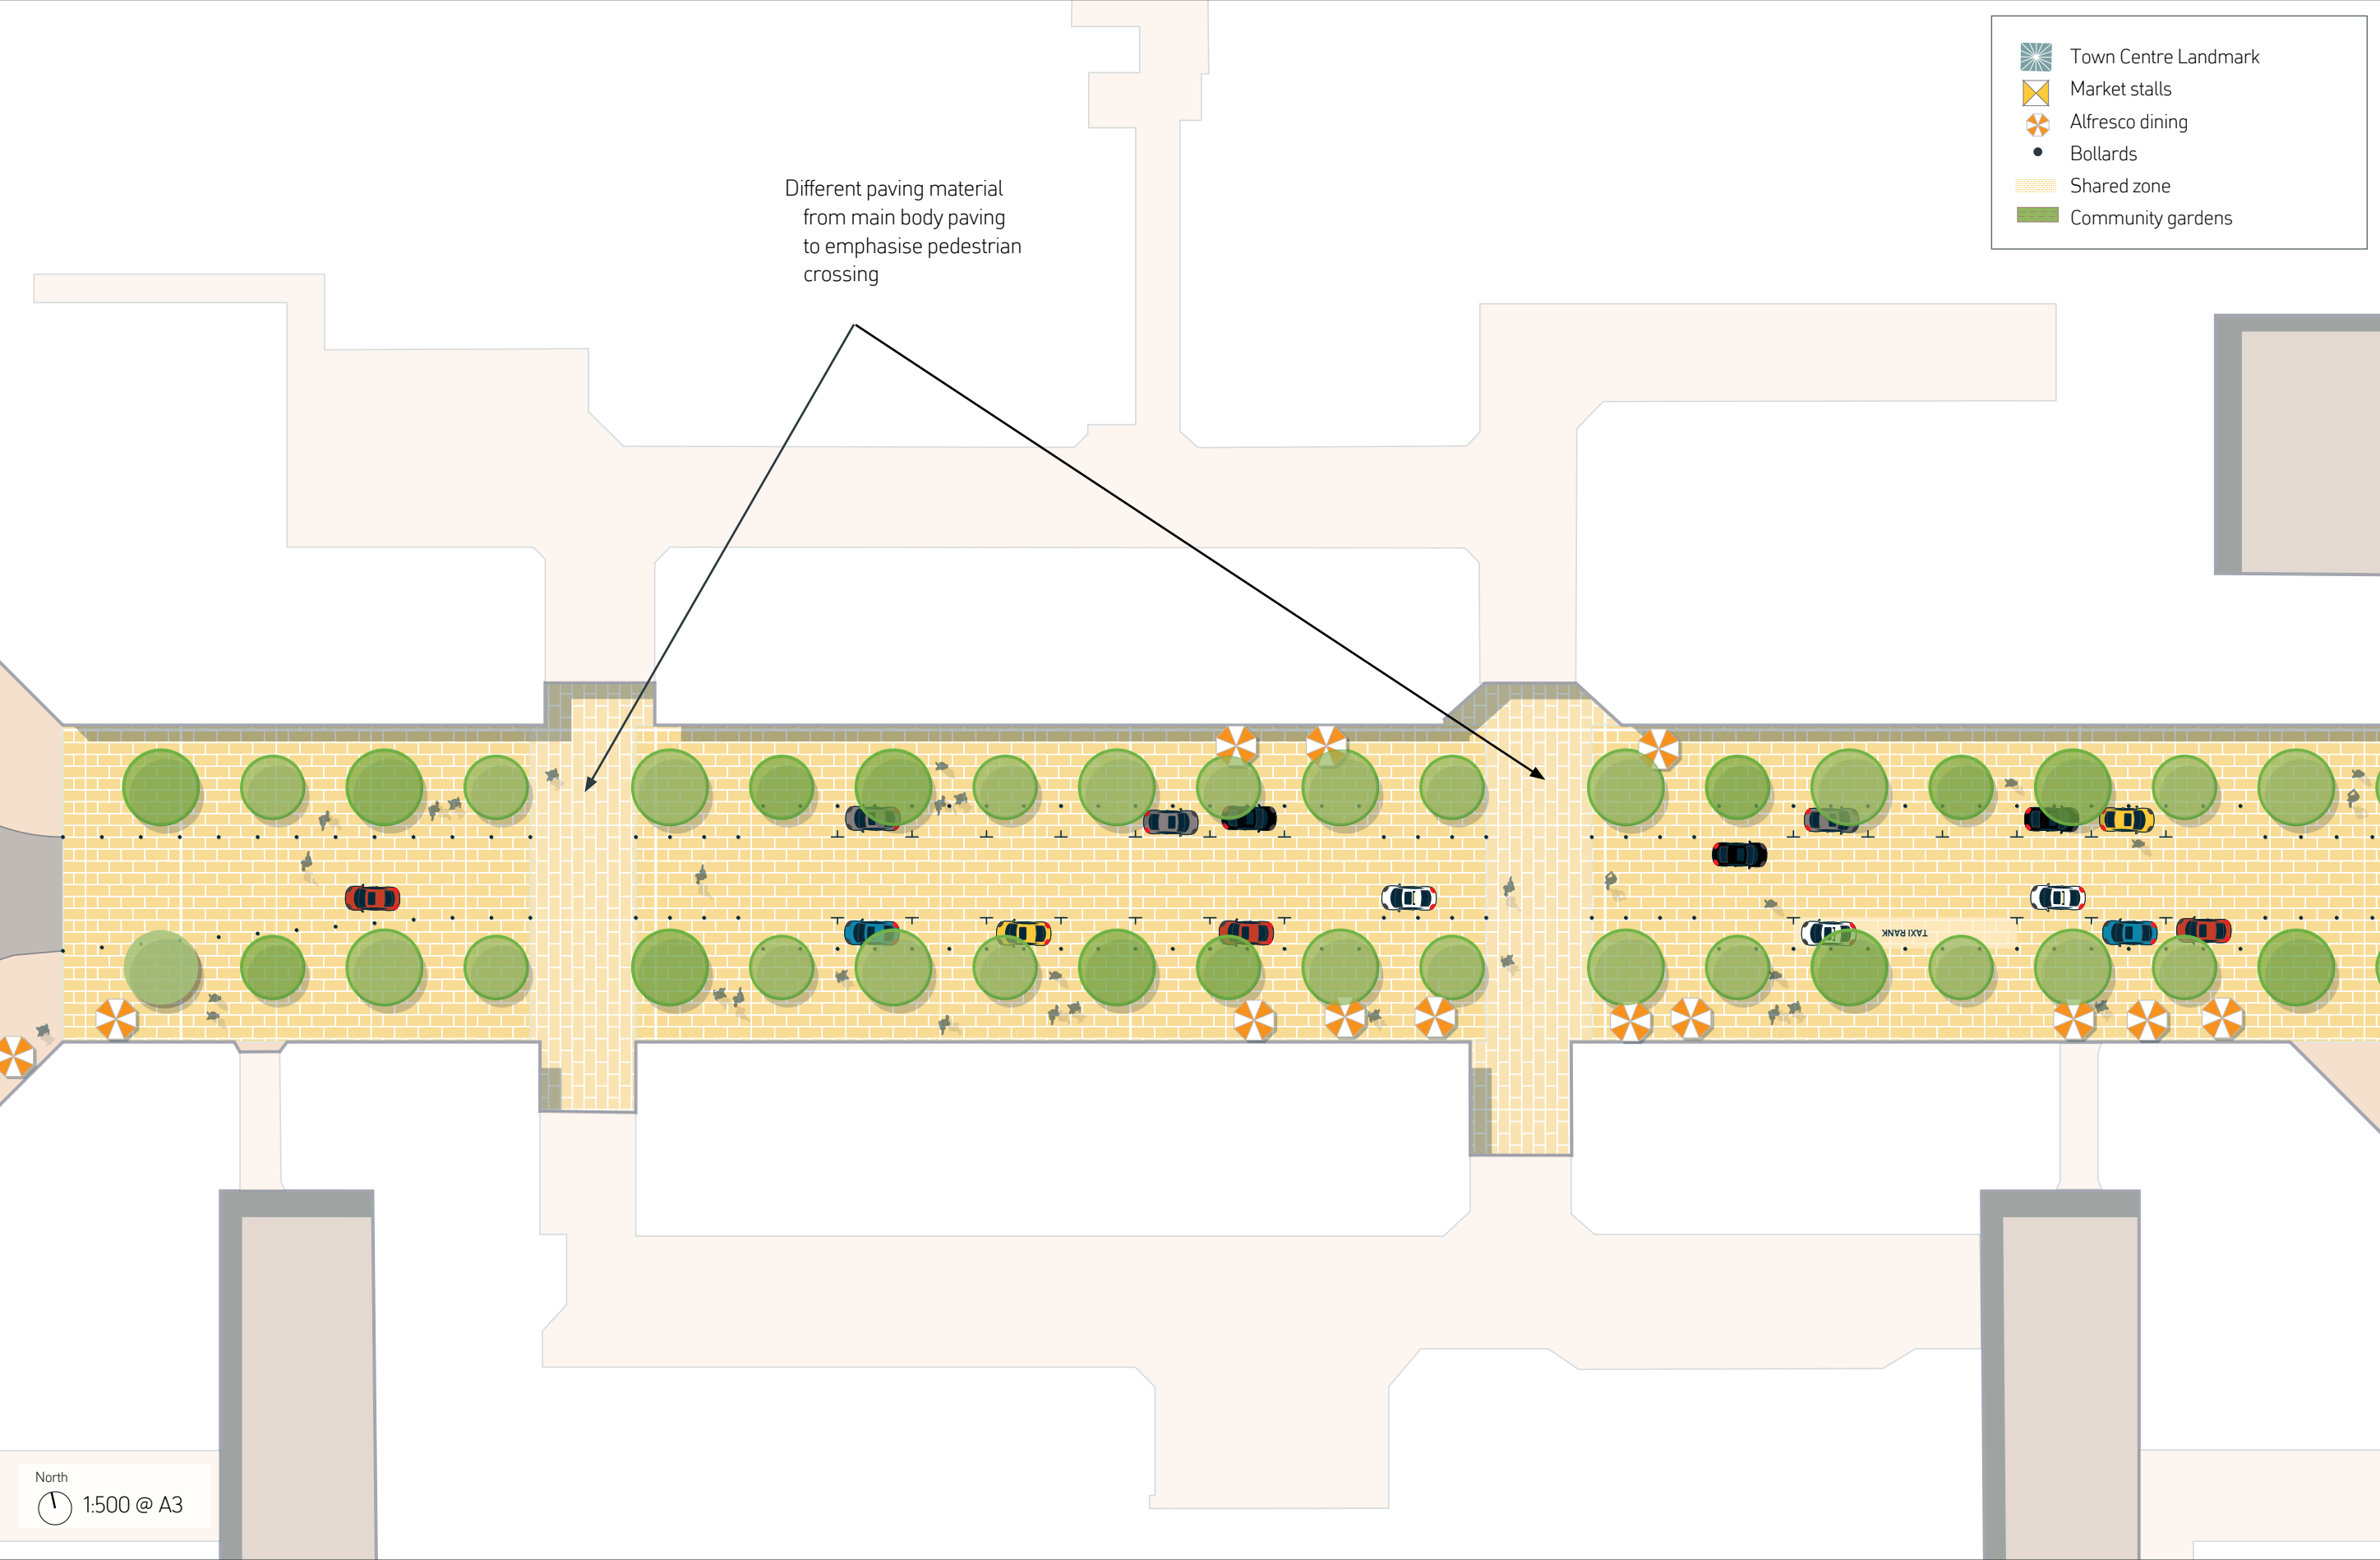 Town Centre Landmark
Market stalls
Alfresco dining
Bollards
Shared zone
Community gardens
Different paving material
from main body paving
to emphasise pedestrian
crossing
TAXI RANK
North
1:500 @ A3